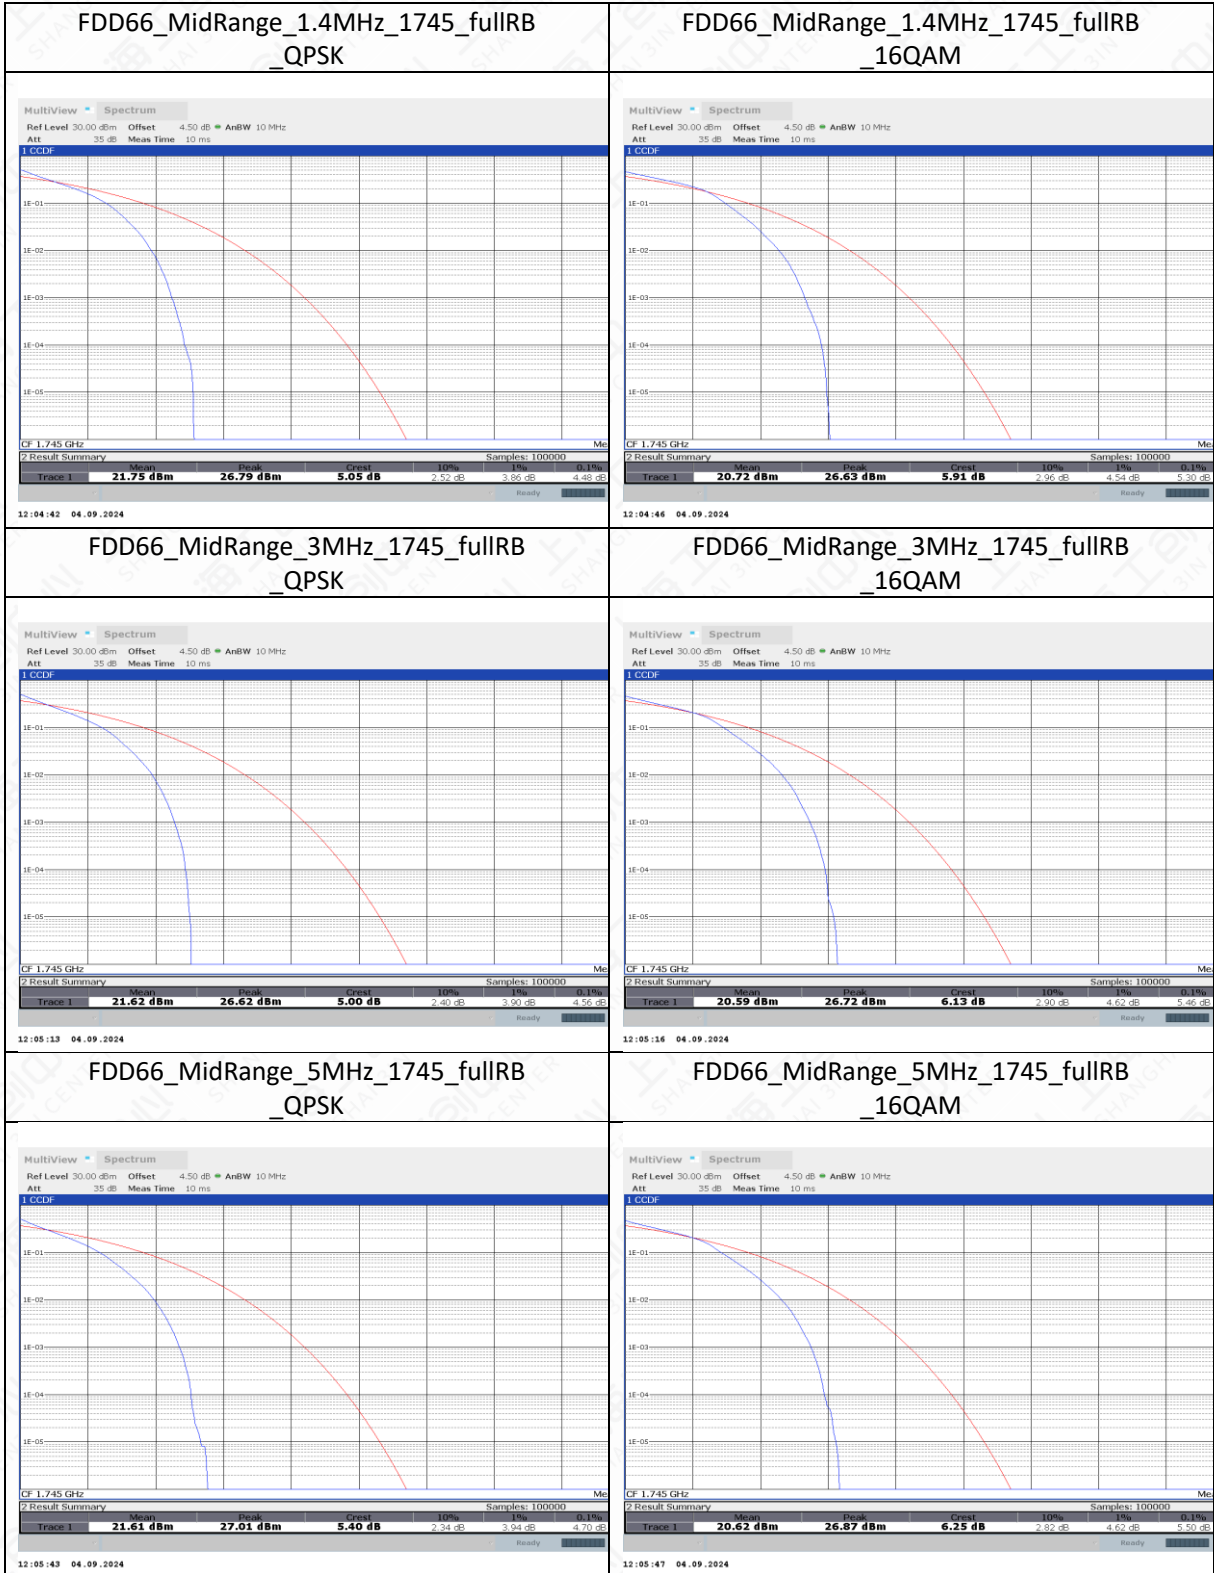 FDD66_MidRange_1.4MHz_1745_fullRB
_QPSK
MultiView Spectrum
Ref Level 30.00 dBm Offset 4.50 dB AnBW 10 MHz
Att 35 dB Meas Time 10 ms
1 CCDF
1E-01
1E-02
1E-03
1E-04
1E-05
CF 1.745 GHz Me
2 Result Summary Samples: 100000
Mean Peak Crest 10% 1% 0.1%
Trace 1 21.75 dBm 26.79 dBm 5.05 dB 2.52 dB 3.86 dB 4.48 dB
Ready
12:04:42 04.09.2024
FDD66_MidRange_1.4MHz_1745_fullRB
_16QAM
MultiView Spectrum
Ref Level 30.00 dBm Offset 4.50 dB AnBW 10 MHz
Att 35 dB Meas Time 10 ms
1 CCDF
1E-01
1E-02
1E-03
1E-04
1E-05
CF 1.745 GHz Me
2 Result Summary Samples: 100000
Mean Peak Crest 10% 1% 0.1%
Trace 1 20.72 dBm 26.63 dBm 5.91 dB 2.96 dB 4.54 dB 5.30 dB
Ready
12:04:46 04.09.2024
FDD66_MidRange_3MHz_1745_fullRB
_QPSK
MultiView Spectrum
Ref Level 30.00 dBm Offset 4.50 dB AnBW 10 MHz
Att 35 dB Meas Time 10 ms
1 CCDF
1E-01
1E-02
1E-03
1E-04
1E-05
CF 1.745 GHz Me
2 Result Summary Samples: 100000
Mean Peak Crest 10% 1% 0.1%
Trace 1 21.62 dBm 26.62 dBm 5.00 dB 2.40 dB 3.90 dB 4.56 dB
Ready
12:05:13 04.09.2024
FDD66_MidRange_3MHz_1745_fullRB
_16QAM
MultiView Spectrum
Ref Level 30.00 dBm Offset 4.50 dB AnBW 10 MHz
Att 35 dB Meas Time 10 ms
1 CCDF
1E-01
1E-02
1E-03
1E-04
1E-05
CF 1.745 GHz Me
2 Result Summary Samples: 100000
Mean Peak Crest 10% 1% 0.1%
Trace 1 20.59 dBm 26.72 dBm 6.13 dB 2.90 dB 4.62 dB 5.46 dB
Ready
12:05:16 04.09.2024
FDD66_MidRange_5MHz_1745_fullRB
_QPSK
MultiView Spectrum
Ref Level 30.00 dBm Offset 4.50 dB AnBW 10 MHz
Att 35 dB Meas Time 10 ms
1 CCDF
1E-01
1E-02
1E-03
1E-04
1E-05
CF 1.745 GHz Me
2 Result Summary Samples: 100000
Mean Peak Crest 10% 1% 0.1%
Trace 1 21.61 dBm 27.01 dBm 5.40 dB 2.34 dB 3.94 dB 4.70 dB
Ready
12:05:43 04.09.2024
FDD66_MidRange_5MHz_1745_fullRB
_16QAM
MultiView Spectrum
Ref Level 30.00 dBm Offset 4.50 dB AnBW 10 MHz
Att 35 dB Meas Time 10 ms
1 CCDF
1E-01
1E-02
1E-03
1E-04
1E-05
CF 1.745 GHz Me
2 Result Summary Samples: 100000
Mean Peak Crest 10% 1% 0.1%
Trace 1 20.62 dBm 26.87 dBm 6.25 dB 2.82 dB 4.62 dB 5.50 dB
Ready
12:05:47 04.09.2024